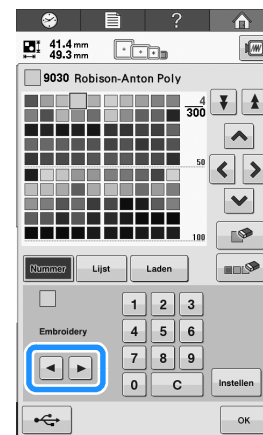 ?
41.4 mm
49.3 mm
9030 Robison-Anton Poly
4
300
50
100
Nummer Lijst Laden
1 2 3
Embroidery 4 5 6
7 8 9
0 C Instellen
OK